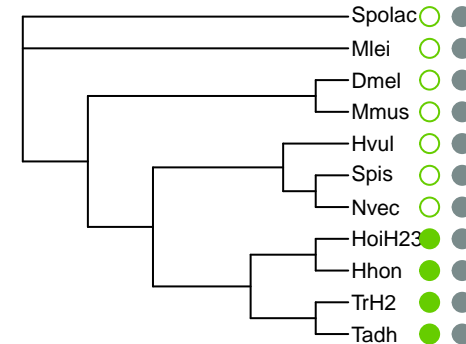 Spolac
Mlei
Dmel
Mmus
Hvul
Spis
Nvec
HoiH23
Hhon
TrH2
Tadh